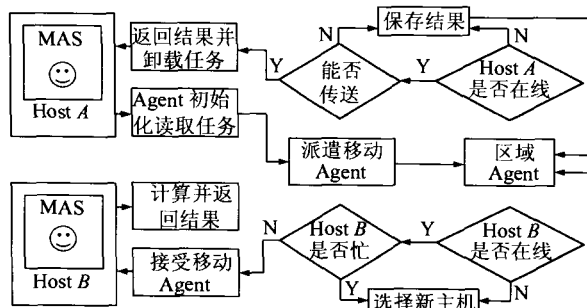 保存结果
MAS
Host A
返回结果并
卸载任务
N
N
Y
能否
传送
Y
Host A
是否在线
Agent 初始
化读取任务
派遣移动
Agent
区域
Agent
MAS
Host B
计算并返
回结果
接受移动
Agent
N
Host B
是否忙
Y
Host B
是否在线
Y
N
选择新主机